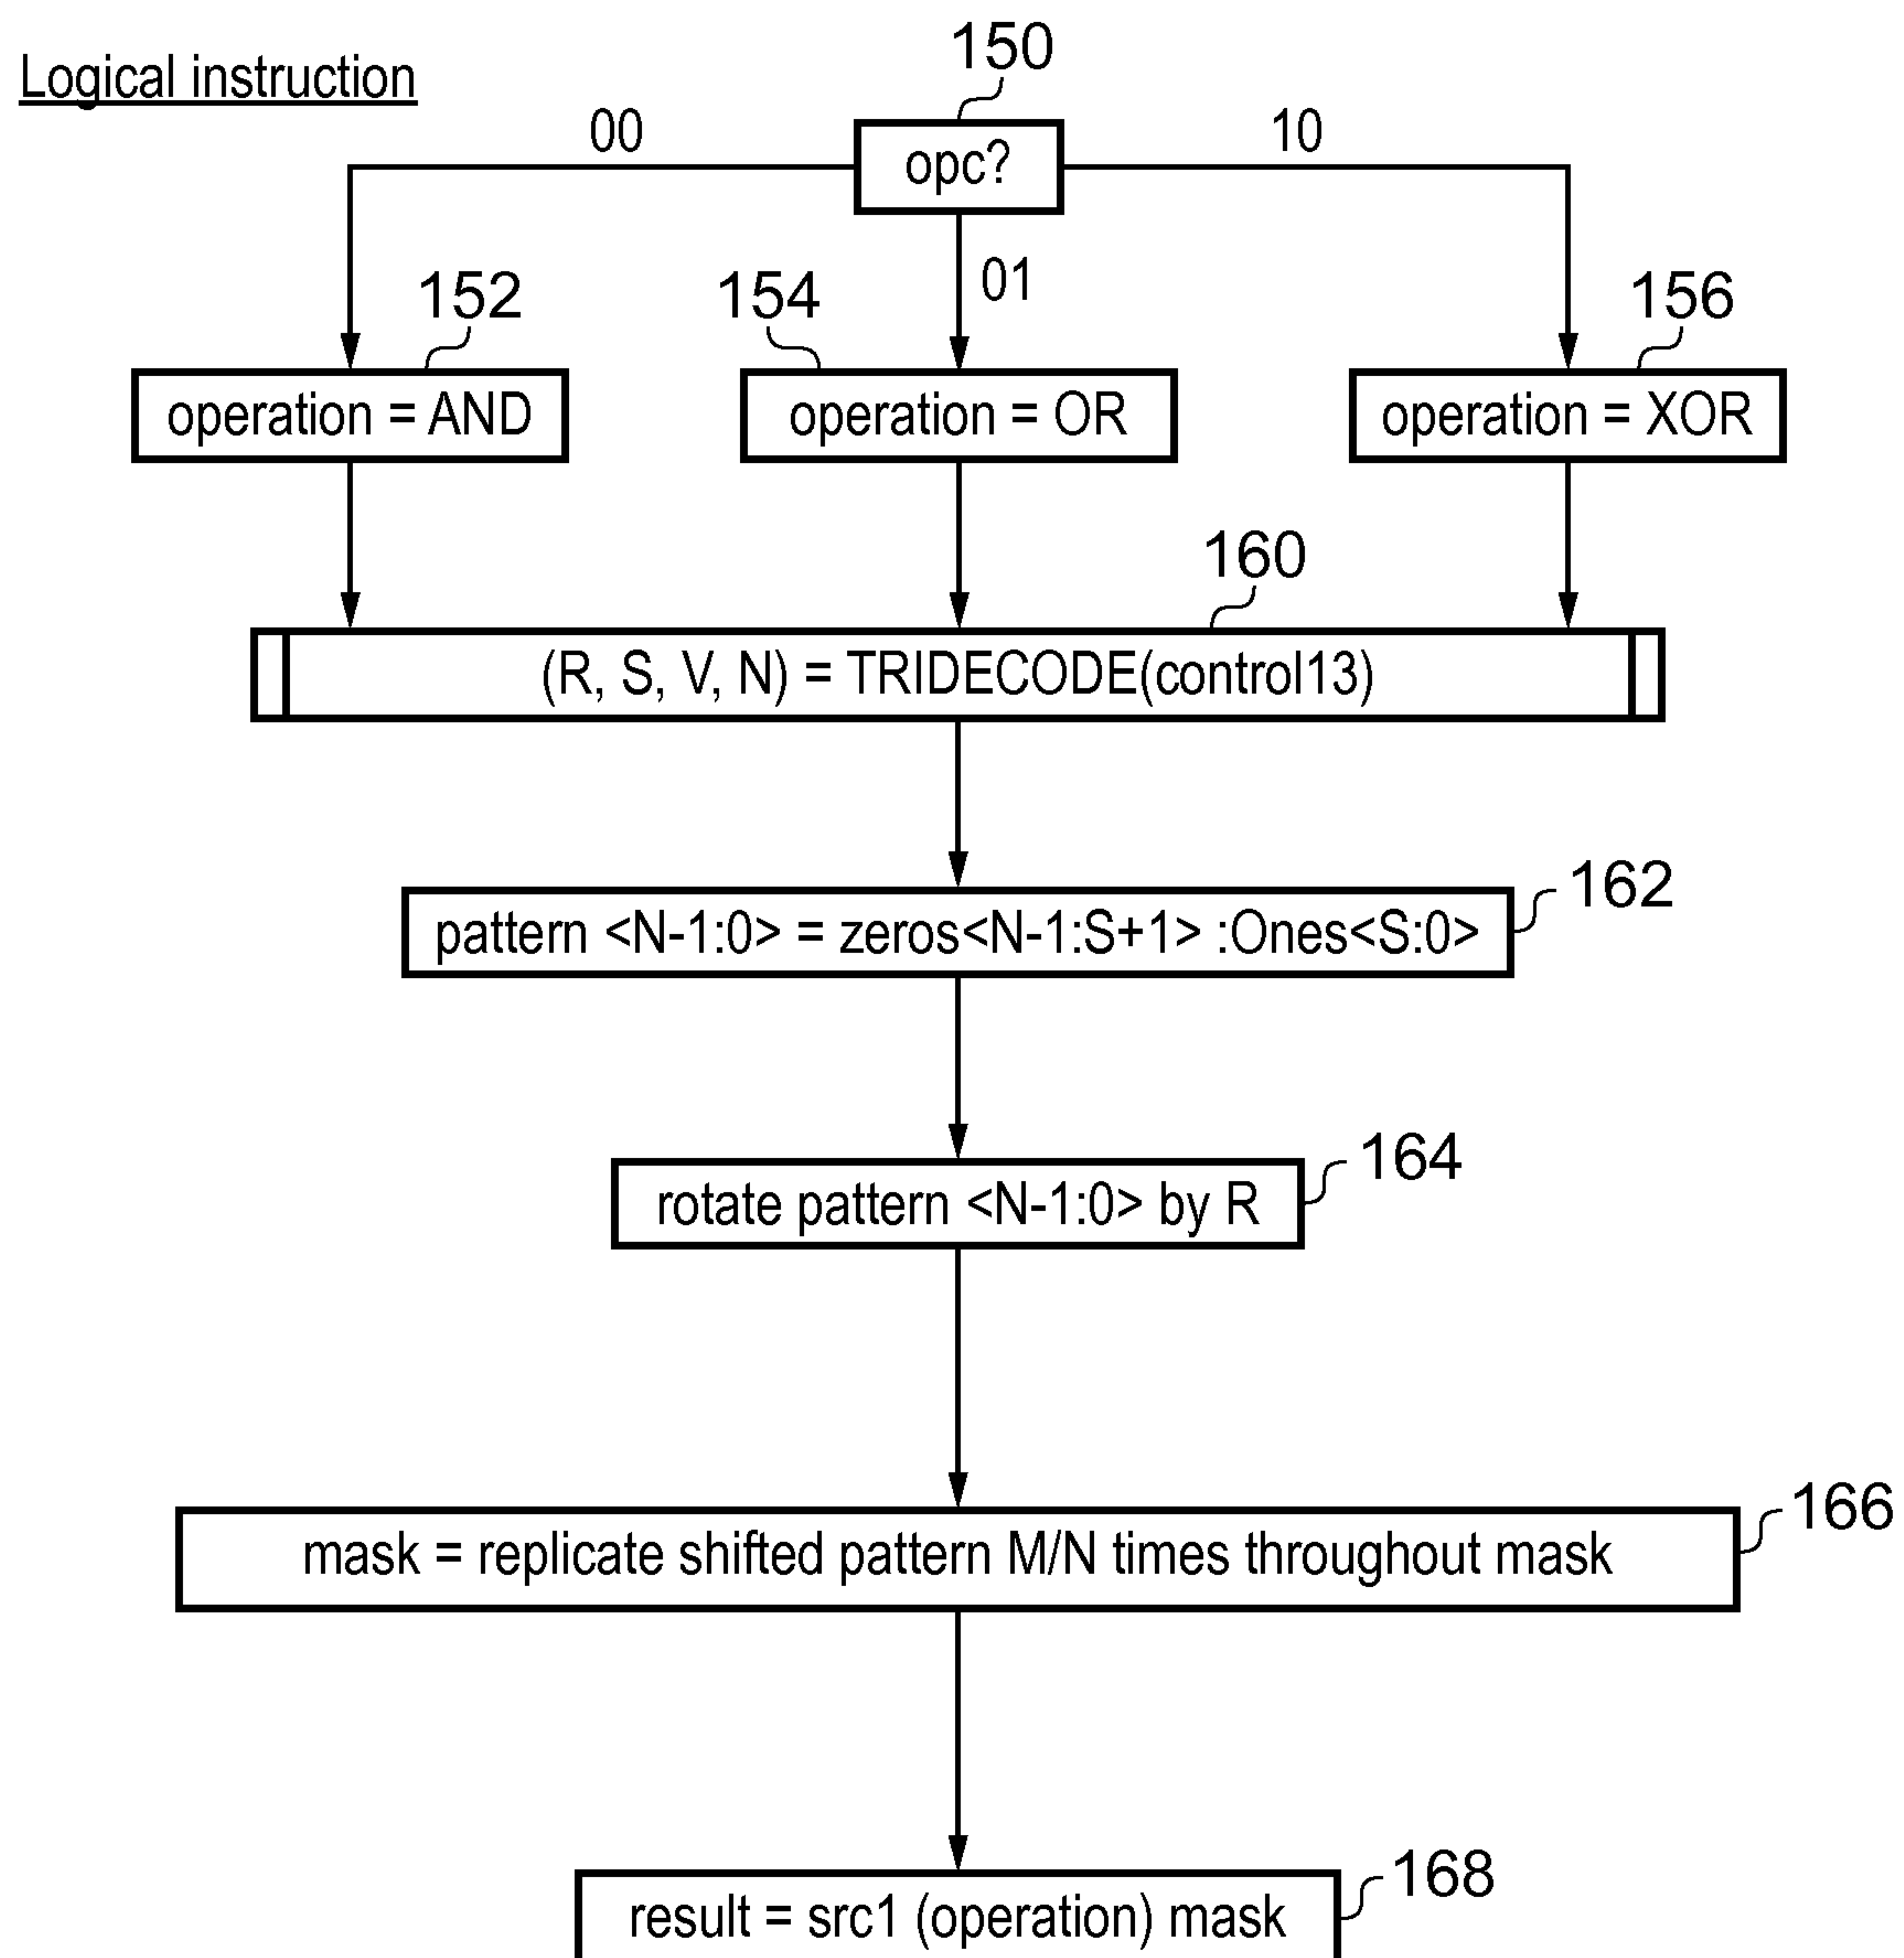 Logical instruction
150
opc?
00
10
01
152
154
156
operation = AND
operation = OR
operation = XOR
160
(R, S, V, N) = TRIDECODE(control13)
162
pattern <N-1:0> = zeros<N-1:S+1> :Ones<S:0>
164
rotate pattern <N-1:0> by R
166
mask = replicate shifted pattern M/N times throughout mask
168
result = src1 (operation) mask